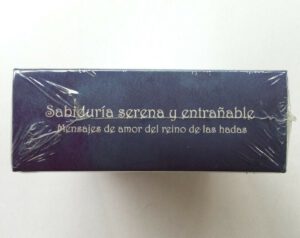 Sabiduría serena y entrañable
Mensajes de amor del reino de las hadas